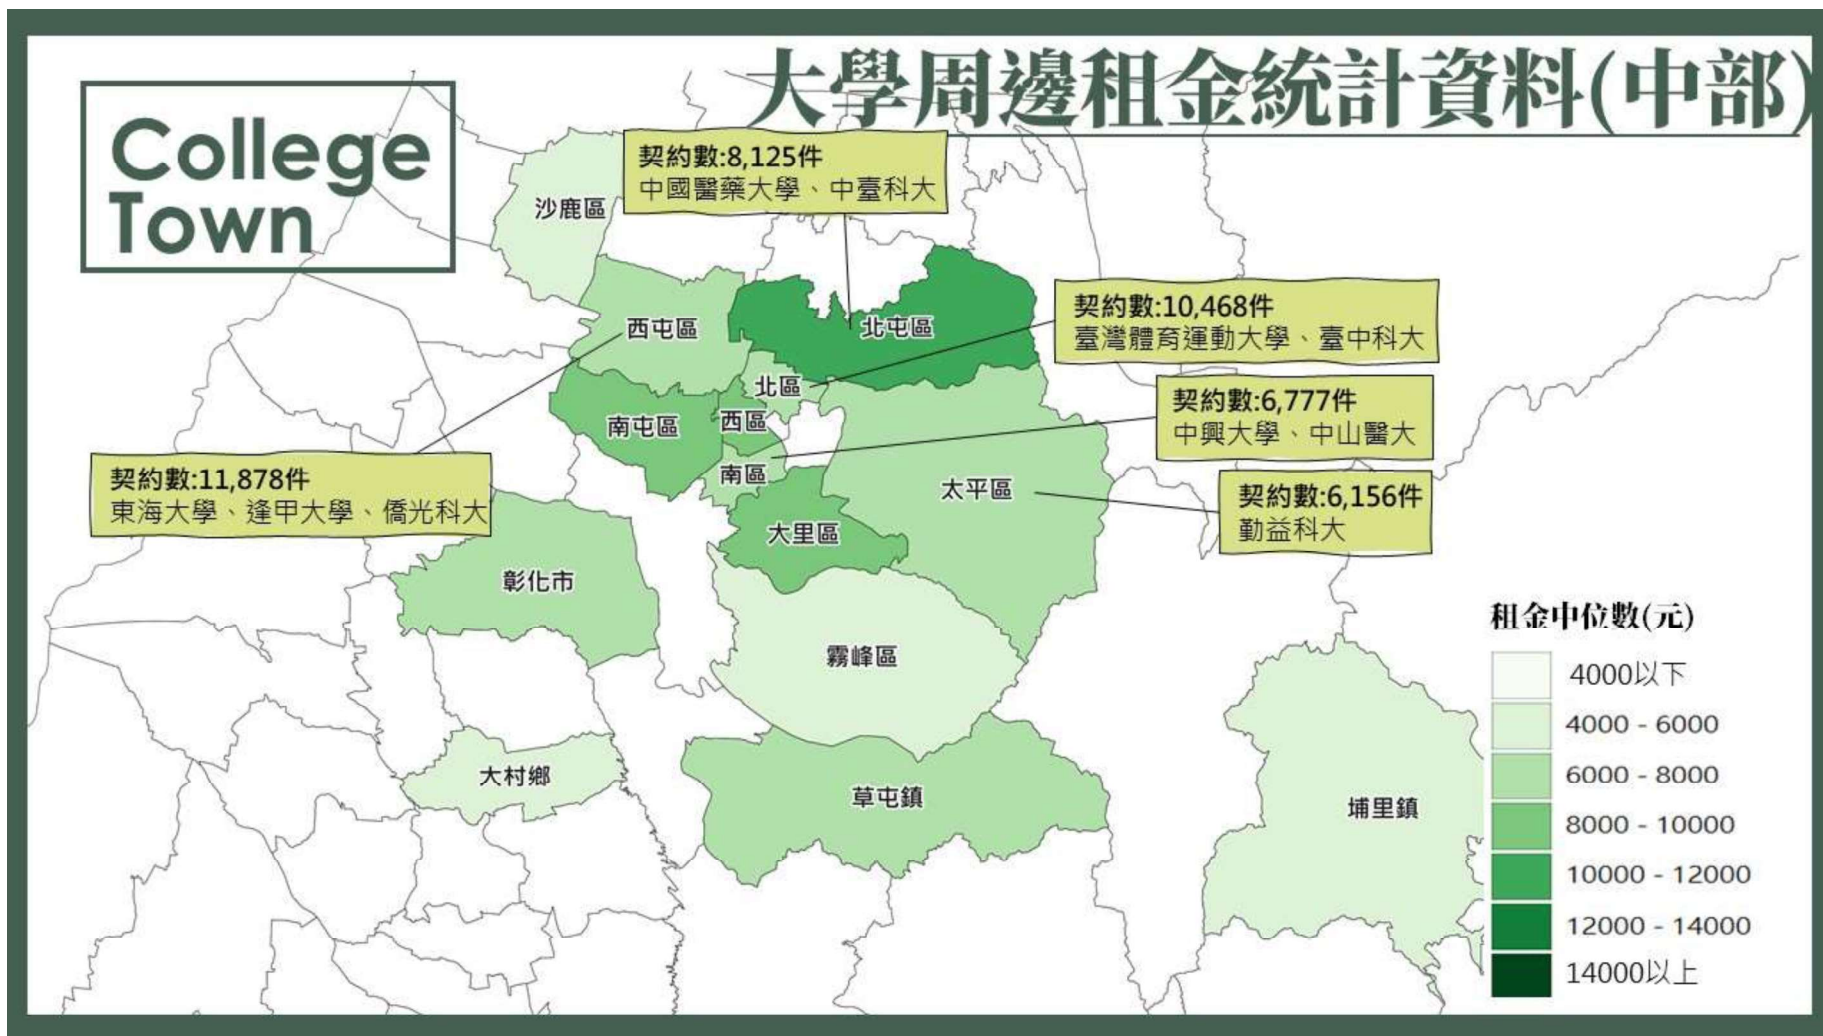 大學周邊租金統計資料(中部)
College
Town
契約數:8,125件
中國醫藥大學、中臺科大
沙鹿區
契約數:10,468件
臺灣體育運動大學、臺中科大
西屯區
北屯區
北區
契約數:6,777件
中興大學、中山醫大
南屯區
西區
契約數:11,878件
東海大學、逢甲大學、僑光科大
南區
太平區
契約數:6,156件
勤益科大
大里區
彰化市
霧峰區
大村鄉
草屯鎮
埔里鎮
租金中位數(元)
4000以下
4000 - 6000
6000 - 8000
8000 - 10000
10000 - 12000
12000 - 14000
14000以上